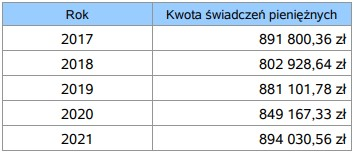 Rok Kwota świadczeń pieniężnych
2017 891 800,36 zł
2018 802 928,64 zł
2019 881 101,78 zł
2020 849 167,33 zł
2021 894 030,56 zł